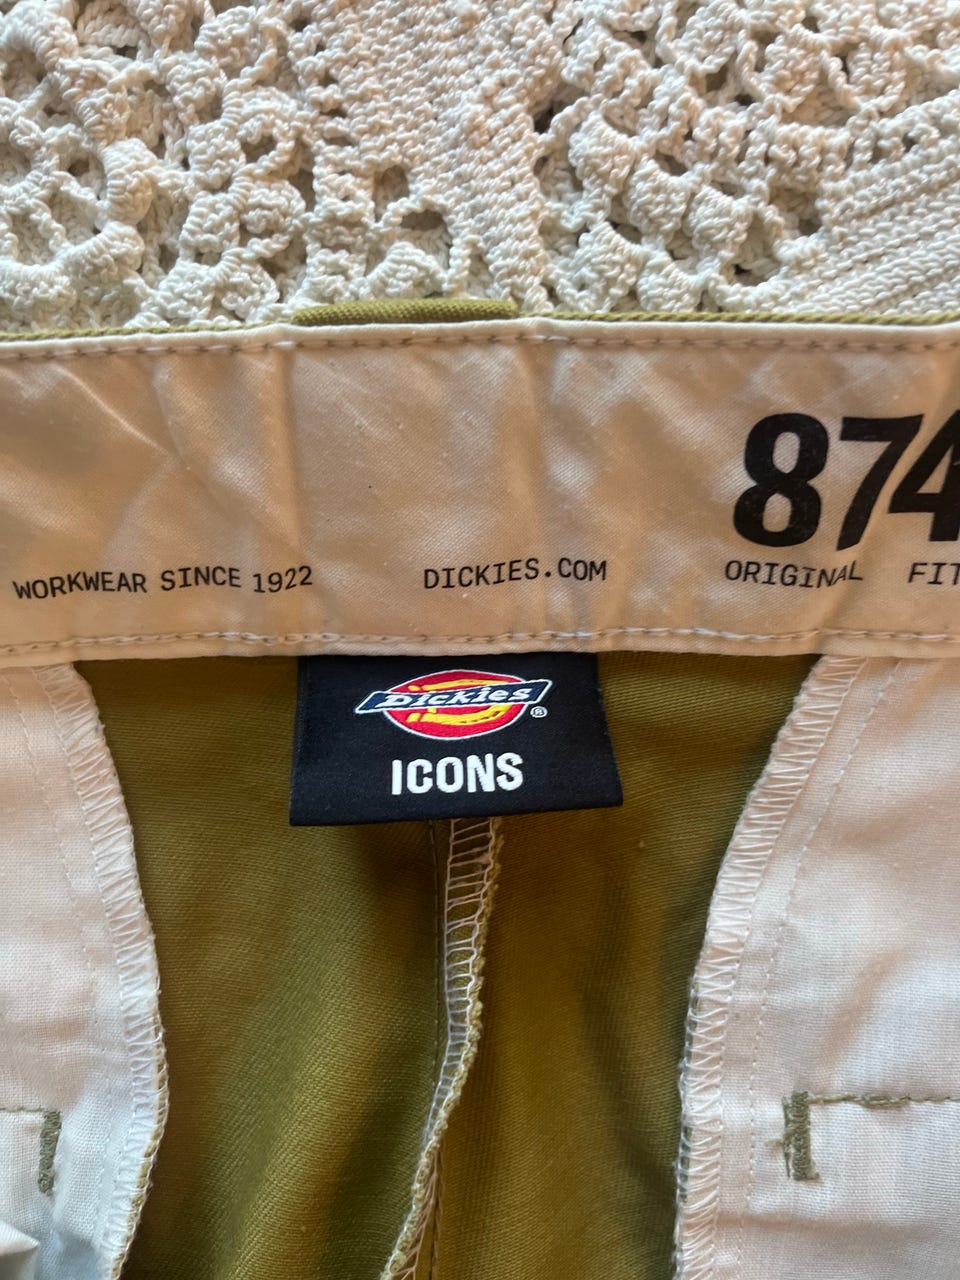 874
WORKWEAR SINCE 1922 DICKIES.COM ORIGINAL FIT
Dickies®
ICONS